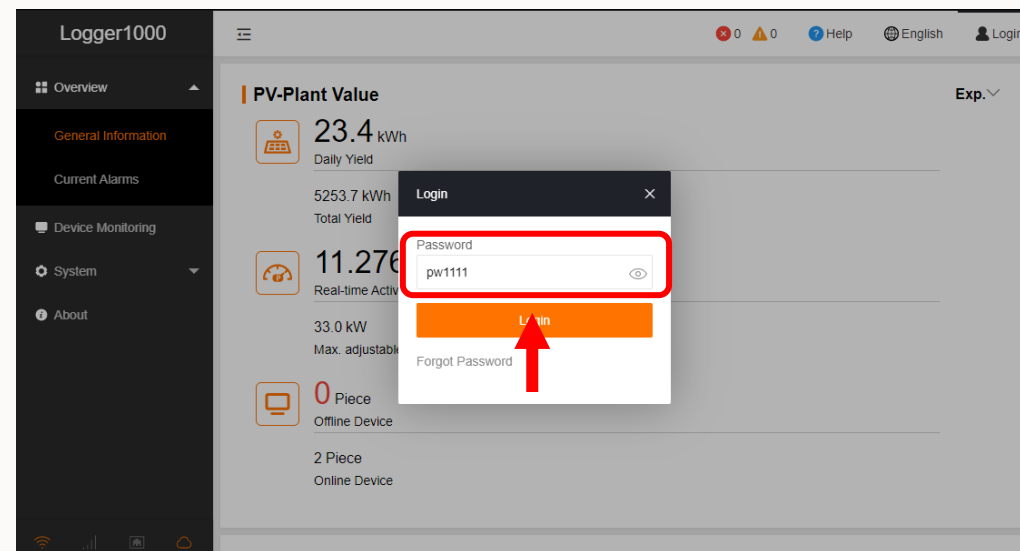 Logger1000
0 0 Help English Login
Overview
General Information
Current Alarms
Device Monitoring
System
About
PV-Plant Value
Exp.
23.4 kWh
Daily Yield
5253.7 kWh
Total Yield
11.276
Real-time Activ
33.0 kW
Max. adjustable
0 Piece
Offline Device
2 Piece
Online Device
Login
Password
pw1111
Login
Forgot Password